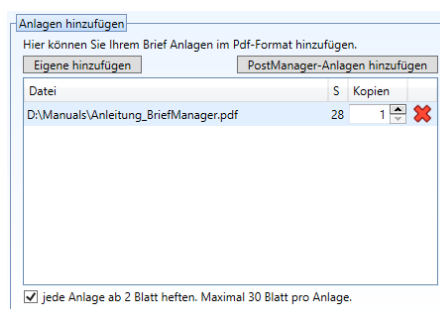 Anlagen hinzufügen
Hier können Sie Ihrem Brief Anlagen im Pdf-Format hinzufügen.
Eigene hinzufügen PostManager-Anlagen hinzufügen
Datei S Kopien
D:\Manuals\Anleitung_BriefManager.pdf 28 1
jede Anlage ab 2 Blatt heften. Maximal 30 Blatt pro Anlage.